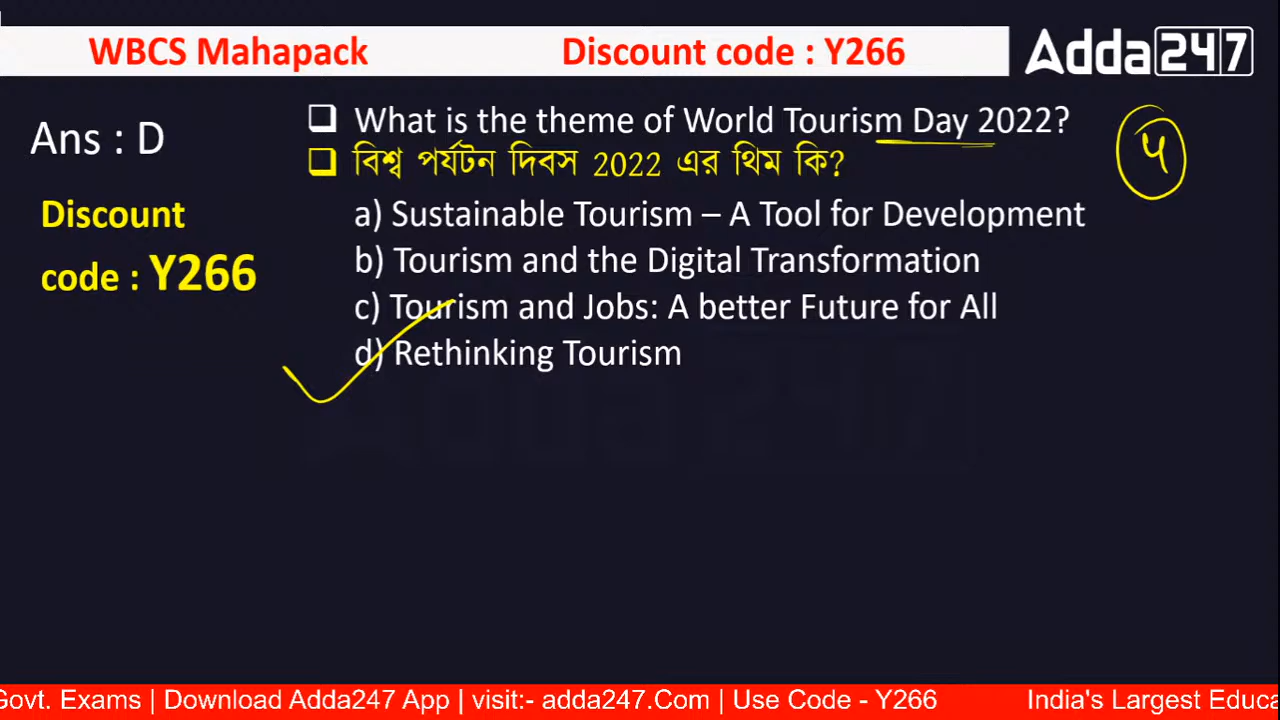 WBCS Mahapack Discount code : Y266
Adda247
Ans : D
What is the theme of World Tourism Day 2022?
বিশ্ব পর্যটন দিবস 2022 এর থিম কি?
Discount
code : Y266
a) Sustainable Tourism – A Tool for Development
b) Tourism and the Digital Transformation
c) Tourism and Jobs: A better Future for All
d) Rethinking Tourism
Govt. Exams | Download Adda247 App | visit:- adda247.Com | Use Code - Y266 India's Largest Educa